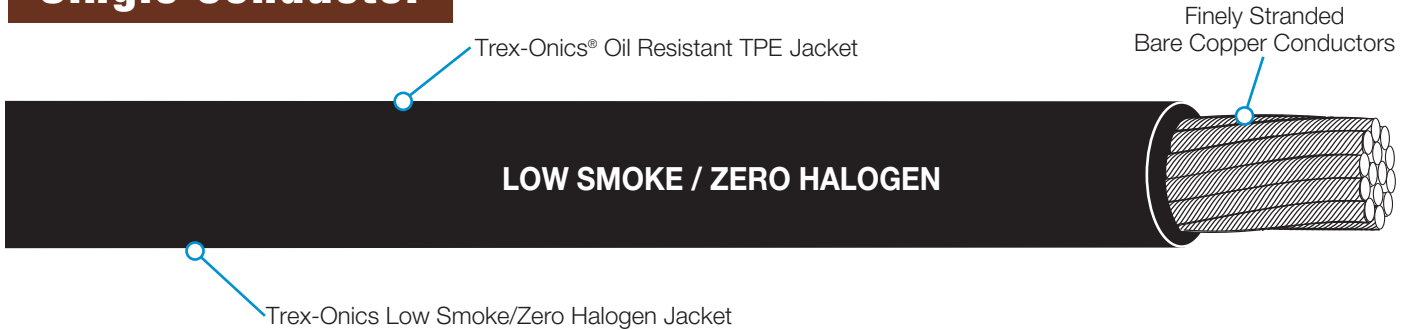 Single Conductor
Trex-Onics® Oil Resistant TPE Jacket
Finely Stranded
Bare Copper Conductors
LOW SMOKE / ZERO HALOGEN
Trex-Onics Low Smoke/Zero Halogen Jacket